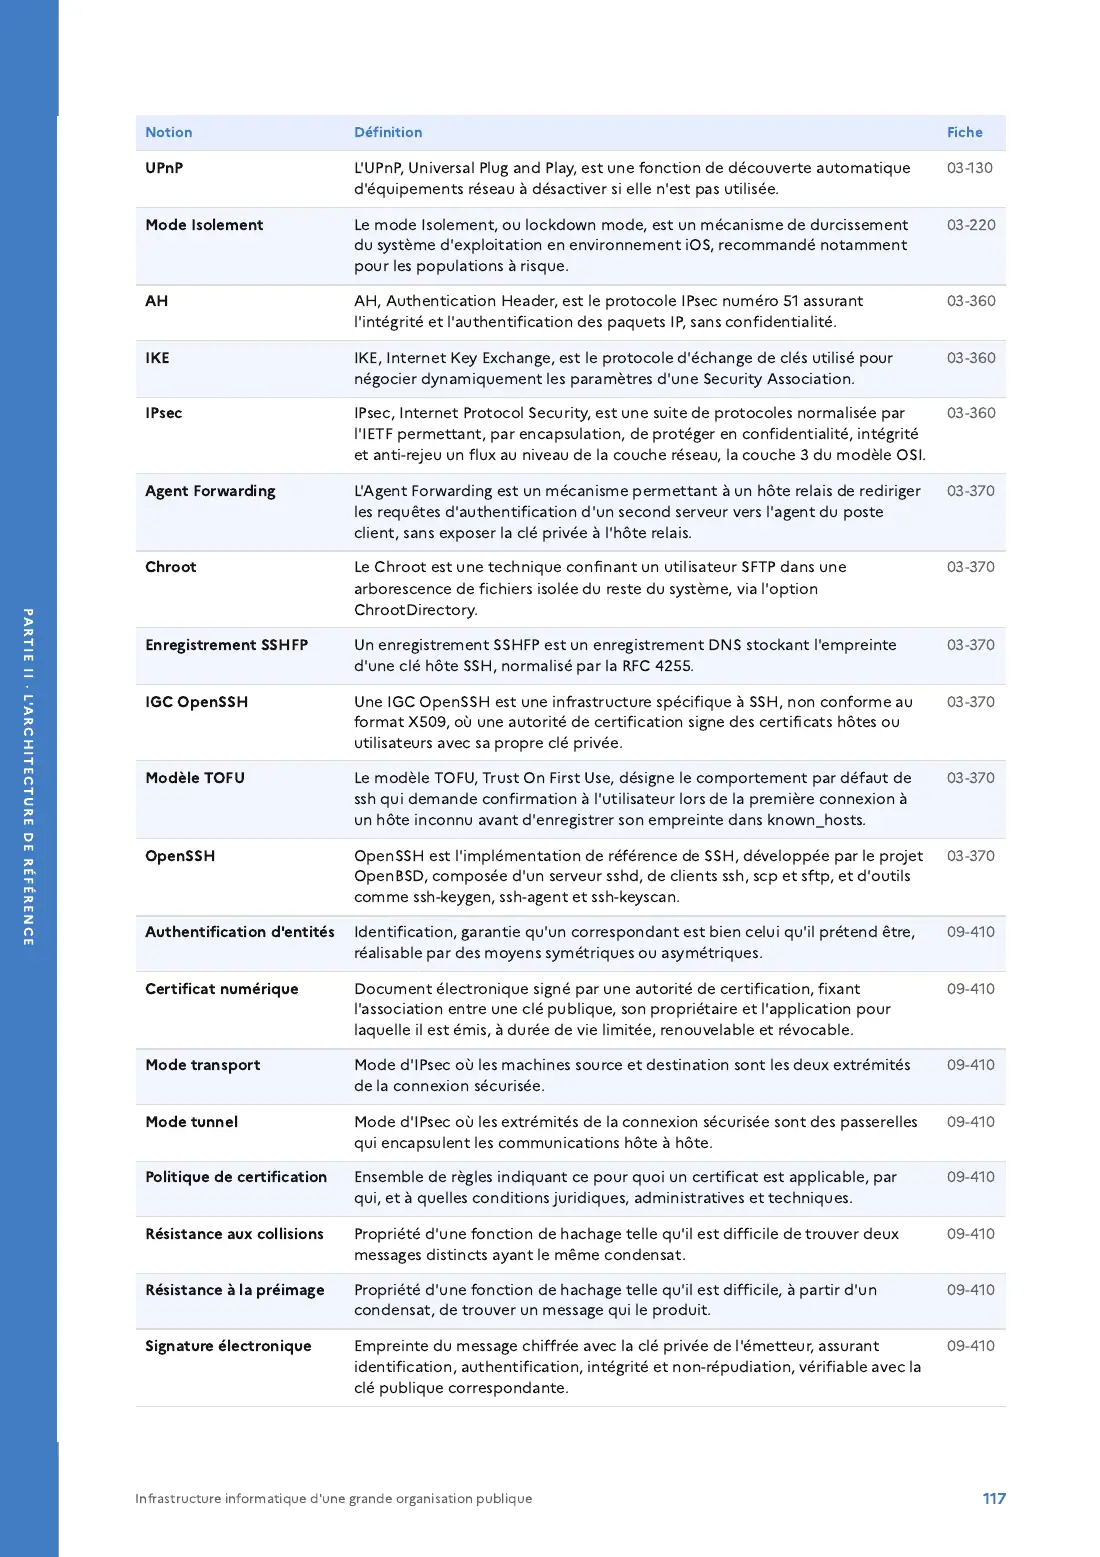 Notion Définition Fiche
UPnP L'UPnP, Universal Plug and Play, est une fonction de découverte automatique 03-130
d'équipements réseau à désactiver si elle n'est pas utilisée.
Mode Isolement Le mode Isolement, ou lockdown mode, est un mécanisme de durcissement 03-220
du système d'exploitation en environnement iOS, recommandé notamment
pour les populations à risque.
AH AH, Authentication Header, est le protocole IPsec numéro 51 assurant 03-360
l'intégrité et l'authentification des paquets IP, sans confidentialité.
IKE IKE, Internet Key Exchange, est le protocole d'échange de clés utilisé pour 03-360
négocier dynamiquement les paramètres d'une Security Association.
IPsec IPsec, Internet Protocol Security, est une suite de protocoles normalisée par 03-360
l'IETF permettant, par encapsulation, de protéger en confidentialité, intégrité
et anti-rejeu un flux au niveau de la couche réseau, la couche 3 du modèle OSI.
Agent Forwarding L'Agent Forwarding est un mécanisme permettant à un hôte relais de rediriger 03-370
les requêtes d'authentification d'un second serveur vers l'agent du poste
client, sans exposer la clé privée à l'hôte relais.
Chroot Le Chroot est une technique confinant un utilisateur SFTP dans une 03-370
arborescence de fichiers isolée du reste du système, via l'option
ChrootDirectory.
Enregistrement SSHFP Un enregistrement SSHFP est un enregistrement DNS stockant l'empreinte 03-370
d'une clé hôte SSH, normalisé par la RFC 4255.
IGC OpenSSH Une IGC OpenSSH est une infrastructure spécifique à SSH, non conforme au 03-370
format X509, où une autorité de certification signe des certificats hôtes ou
utilisateurs avec sa propre clé privée.
Modèle TOFU Le modèle TOFU, Trust On First Use, désigne le comportement par défaut de 03-370
ssh qui demande confirmation à l'utilisateur lors de la première connexion à
un hôte inconnu avant d'enregistrer son empreinte dans known_hosts.
OpenSSH OpenSSH est l'implémentation de référence de SSH, développée par le projet 03-370
OpenBSD, composée d'un serveur sshd, de clients ssh, scp et sftp, et d'outils
comme ssh-keygen, ssh-agent et ssh-keyscan.
Authentification d'entités Identification, garantie qu'un correspondant est bien celui qu'il prétend être, 09-410
réalisable par des moyens symétriques ou asymétriques.
Certificat numérique Document électronique signé par une autorité de certification, fixant 09-410
l'association entre une clé publique, son propriétaire et l'application pour
laquelle il est émis, à durée de vie limitée, renouvelable et révocable.
Mode transport Mode d'IPsec où les machines source et destination sont les deux extrémités 09-410
de la connexion sécurisée.
Mode tunnel Mode d'IPsec où les extrémités de la connexion sécurisée sont des passerelles 09-410
qui encapsulent les communications hôte à hôte.
Politique de certification Ensemble de règles indiquant ce pour quoi un certificat est applicable, par 09-410
qui, et à quelles conditions juridiques, administratives et techniques.
Résistance aux collisions Propriété d'une fonction de hachage telle qu'il est difficile de trouver deux 09-410
messages distincts ayant le même condensat.
Résistance à la préimage Propriété d'une fonction de hachage telle qu'il est difficile, à partir d'un 09-410
condensat, de trouver un message qui le produit.
Signature électronique Empreinte du message chiffrée avec la clé privée de l'émetteur, assurant 09-410
identification, authentification, intégrité et non-répudiation, vérifiable avec la
clé publique correspondante.
PARTIE II · L'ARCHITECTURE DE RÉFÉRENCE
Infrastructure informatique d'une grande organisation publique 117